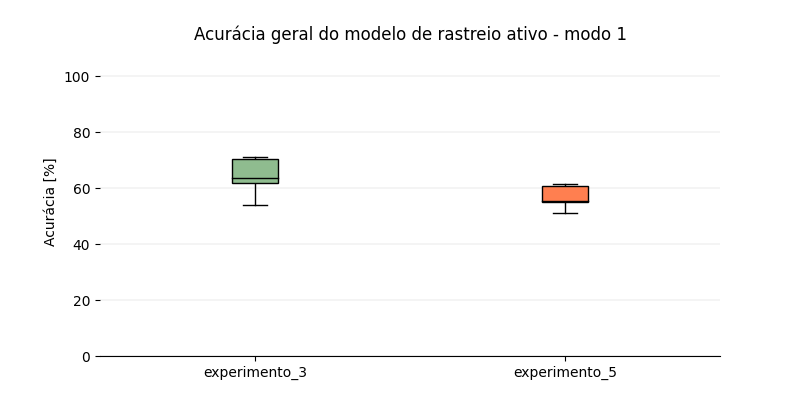 Acurácia geral do modelo de rastreio ativo - modo 1
100
80
60
40
20
0
Acurácia [%]
experimento_3
experimento_5